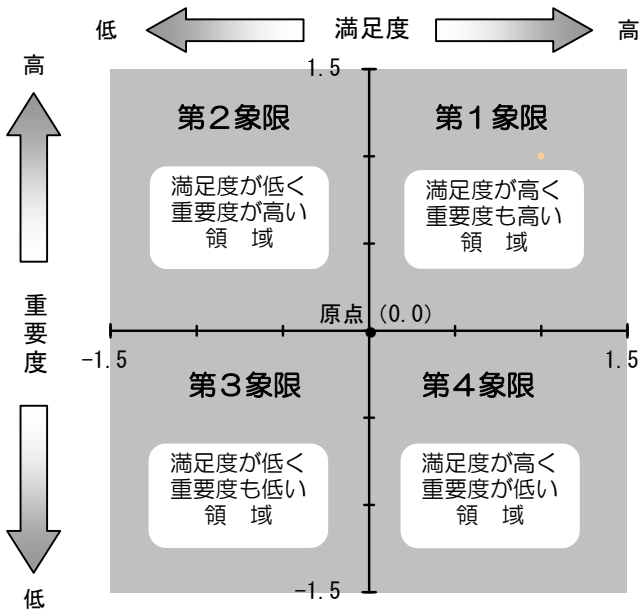 低 満足度 高
高
1.5
第2象限 第1象限
満足度が低く
重要度が高い
領 域
満足度が高く
重要度も高い
領 域
重要度
原点 (0.0)
-1.5 1.5
第3象限 第4象限
満足度が低く
重要度も低い
領 域
満足度が高く
重要度が低い
領 域
-1.5
低